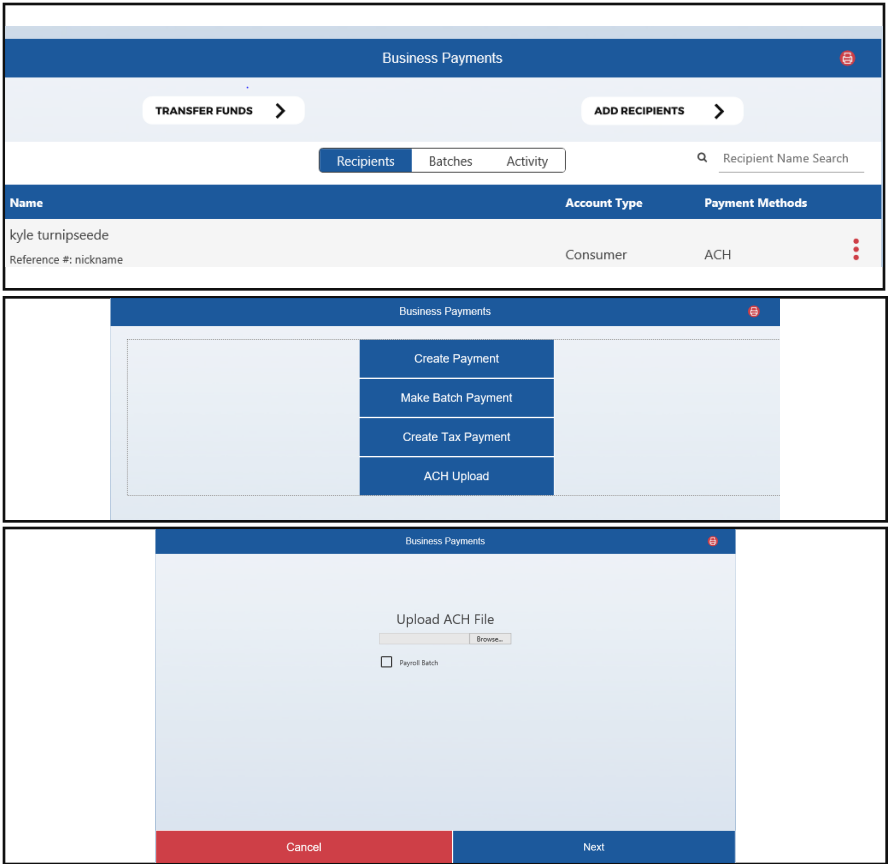 Business Payments
TRANSFER FUNDS
ADD RECIPIENTS
Recipients Batches Activity Recipient Name Search
Name Account Type Payment Methods
kyle turnipseede
Reference #: nickname Consumer ACH
Business Payments
Create Payment
Make Batch Payment
Create Tax Payment
ACH Upload
Business Payments
Upload ACH File
Browse...
Payroll Batch
Cancel Next